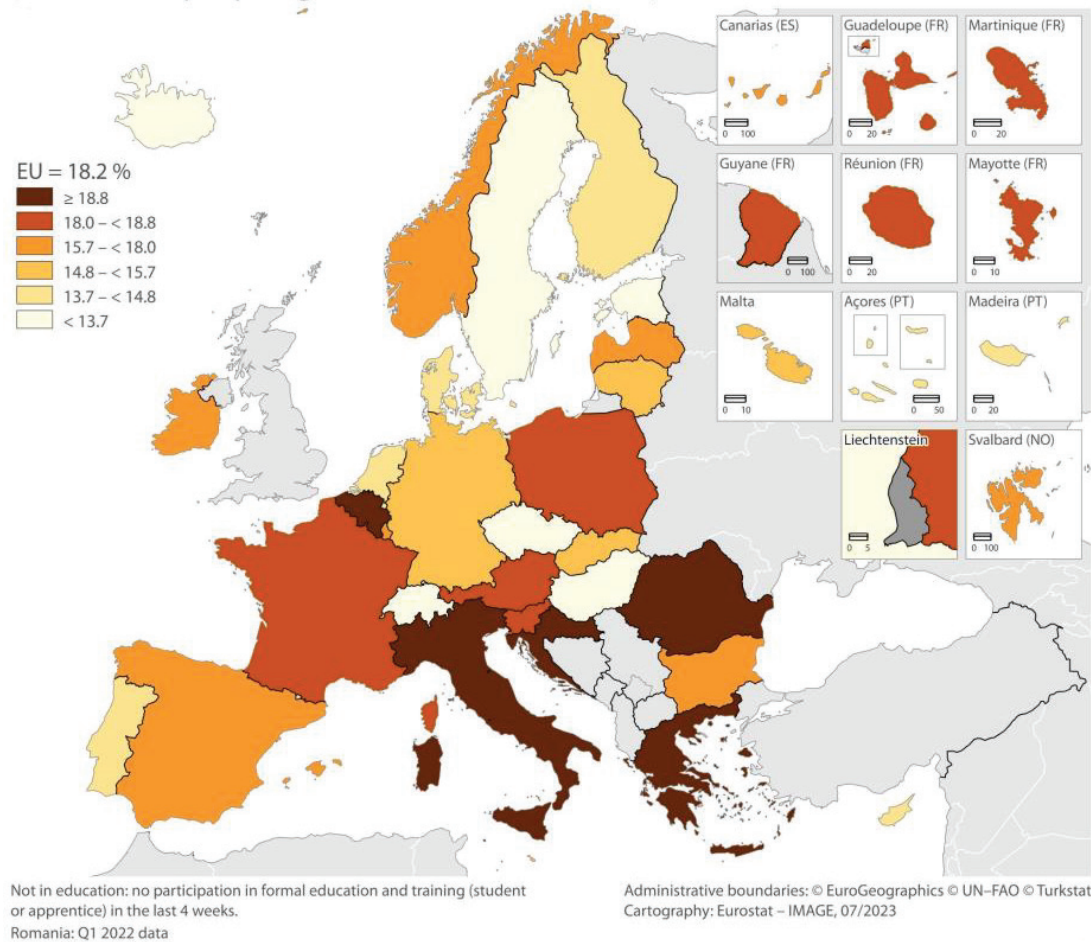 EU = 18.2 %
≥ 18.8
18.0 – < 18.8
15.7 – < 18.0
14.8 – < 15.7
13.7 – < 14.8
< 13.7
Canarias (ES)
0 100
Guadeloupe (FR)
0 20
Martinique (FR)
0 20
Guyane (FR)
0 100
Réunion (FR)
0 20
Mayotte (FR)
0 10
Malta
0 10
Açores (PT)
0 50
Madeira (PT)
0 20
Liechtenstein
0 5
Svalbard (NO)
0 100
Not in education: no participation in formal education and training (student
or apprentice) in the last 4 weeks.
Romania: Q1 2022 data
Administrative boundaries: © EuroGeographics © UN–FAO © Turkstat
Cartography: Eurostat – IMAGE, 07/2023